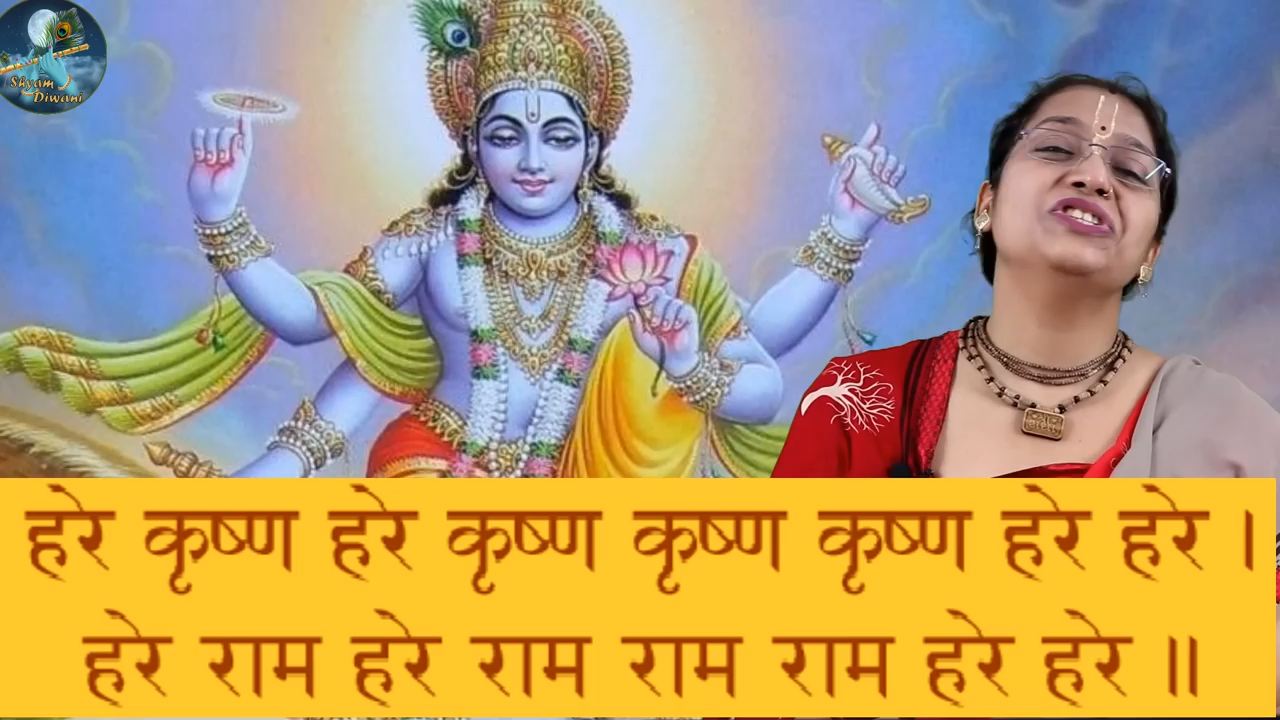 Shyam
Diwani
हरे कृष्ण हरे कृष्ण कृष्ण कृष्ण हरे हरे ।
हरे राम हरे राम राम राम हरे हरे ॥